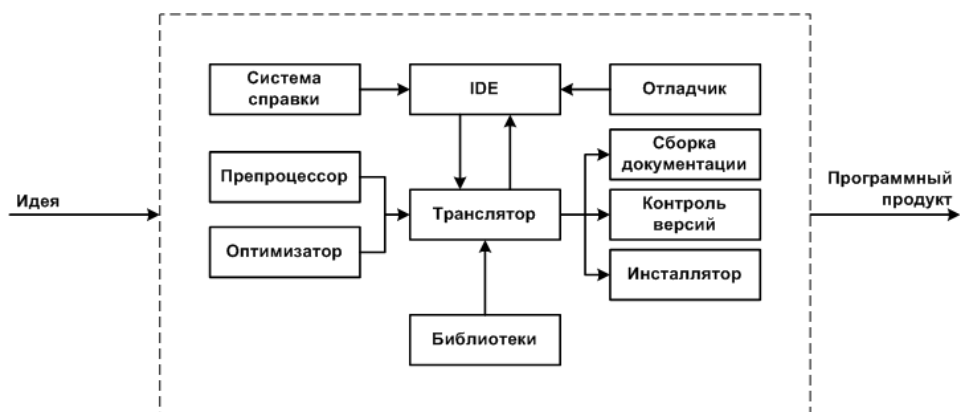 Система
справки
IDE
Отладчик
Препроцессор
Сборка
документации
Идея
Транслятор
Контроль
версий
Программный
продукт
Оптимизатор
Инсталлятор
Библиотеки